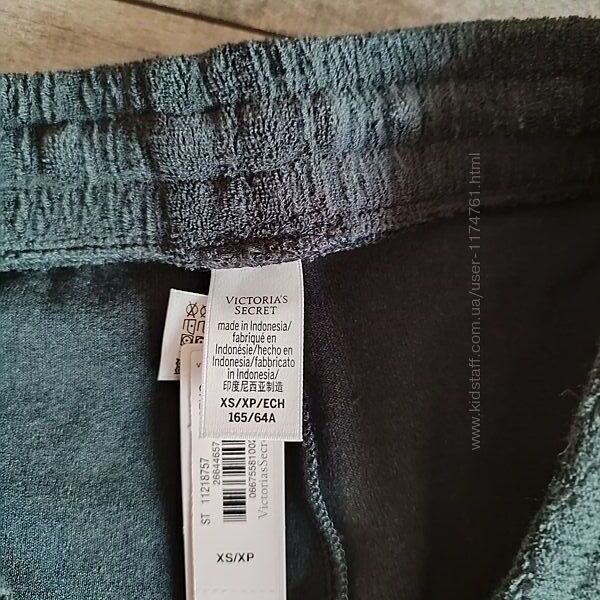 VICTORIA'S
SECRET
made in Indonesia/
fabriqué en
Indonésie/hecho en
Indonesia/fabbricato
in Indonesia
印度尼西亚制造
XS/XP/ECH
165/64A
ST 11218757
26644657
VictoriasSecre
XS/XP
www.kidstaff.com.ua/user-1174761.html